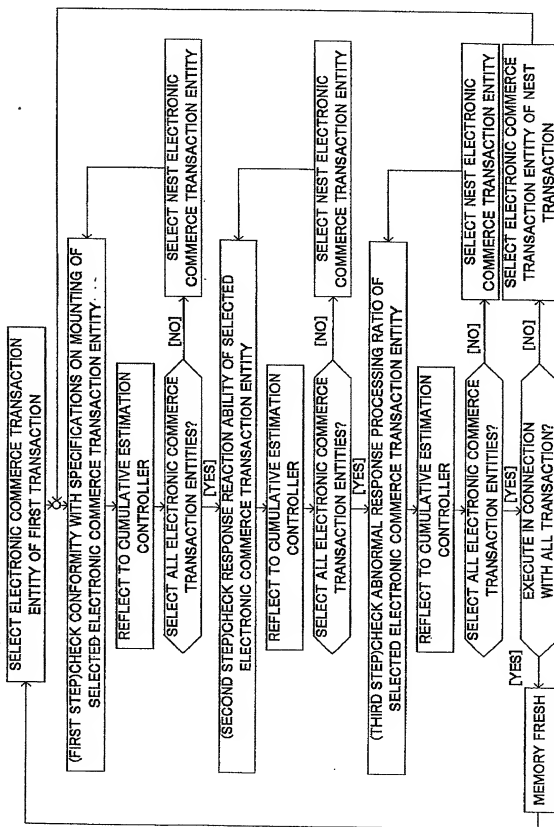 SELECT ELECTRONIC COMMERCE TRANSACTION
ENTITY OF FIRST TRANSACTION
(FIRST STEP)CHECK CONFORMITY WITH SPECIFICATIONS ON MOUNTING OF
SELECTED ELECTRONIC COMMERCE TRANSACTION ENTITY
REFLECT TO CUMULATIVE ESTIMATION
CONTROLLER
SELECT ALL ELECTRONIC COMMERCE
TRANSACTION ENTITIES?
[NO]
SELECT NEST ELECTRONIC
COMMERCE TRANSACTION ENTITY
[YES]
(SECOND STEP)CHECK RESPONSE REACTION ABILITY OF SELECTED
ELECTRONIC COMMERCE TRANSACTION ENTITY
REFLECT TO CUMULATIVE ESTIMATION
CONTROLLER
SELECT ALL ELECTRONIC COMMERCE
TRANSACTION ENTITIES?
[NO]
SELECT NEST ELECTRONIC
COMMERCE TRANSACTION ENTITY
[YES]
(THIRD STEP)CHECK ABNORMAL RESPONSE PROCESSING RATIO OF
SELECTED ELECTRONIC COMMERCE TRANSACTION ENTITY
REFLECT TO CUMULATIVE ESTIMATION
CONTROLLER
SELECT ALL ELECTRONIC COMMERCE
TRANSACTION ENTITIES?
[NO]
SELECT NEST ELECTRONIC
COMMERCE TRANSACTION ENTITY
[YES]
EXECUTE IN CONNECTION
WITH ALL TRANSACTION?
[NO]
SELECT ELECTRONIC COMMERCE
TRANSACTION ENTITY OF NEST
TRANSACTION
[YES]
MEMORY FRESH